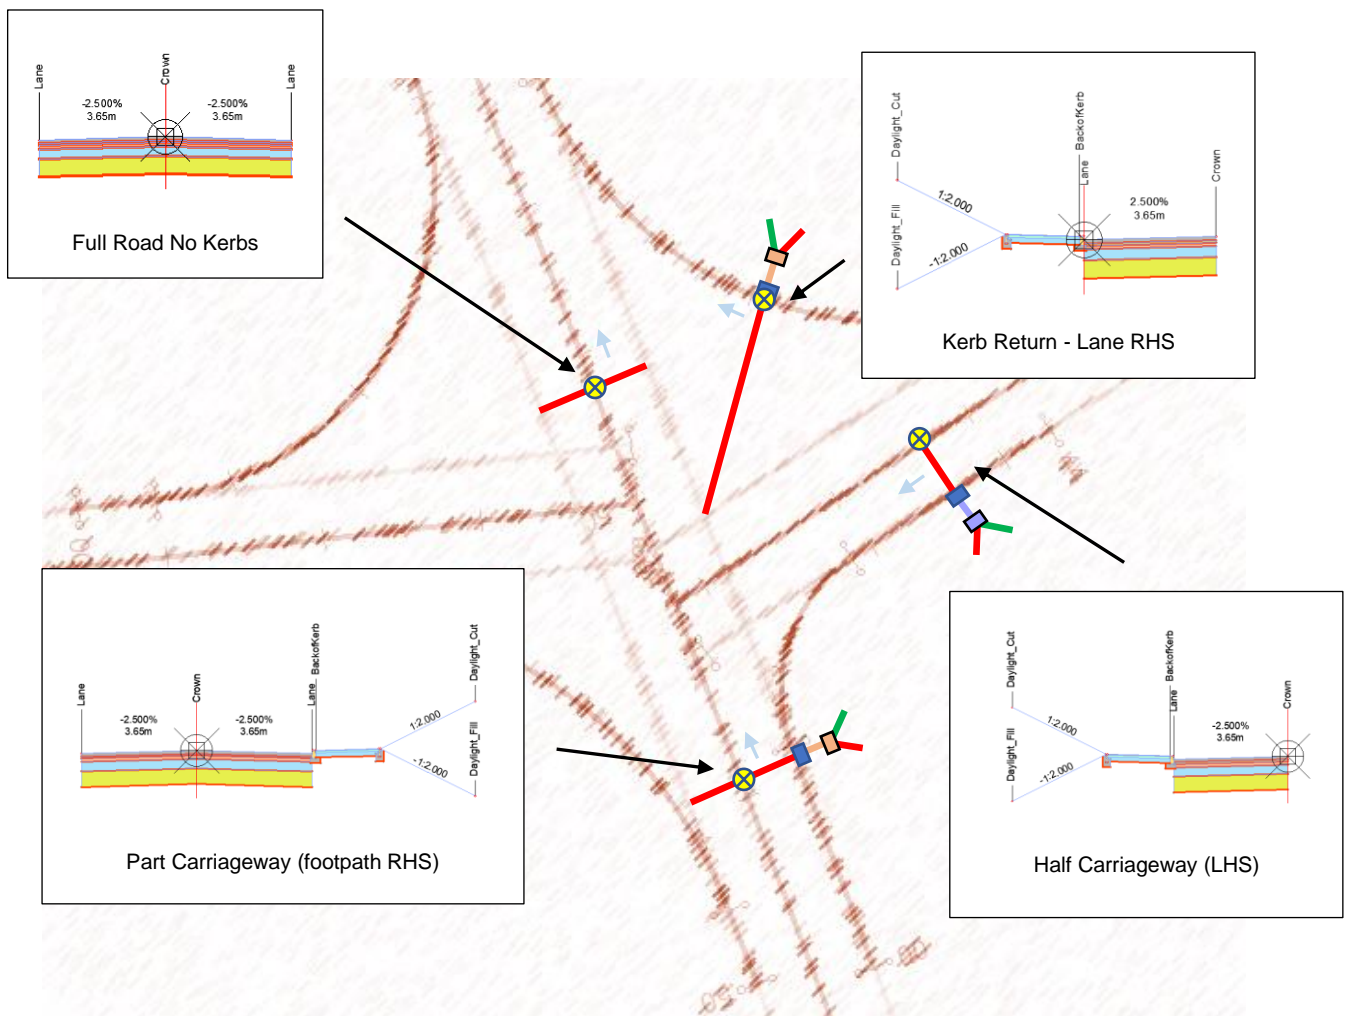 Lane
Crown
Lane
-2.500%
3.65m
-2.500%
3.65m
Full Road No Kerbs
Daylight_Cut
Daylight_Fill
1:2.000
-1:2.000
BackofKerb
Lane
2.500%
3.65m
Crown
Kerb Return - Lane RHS
Lane
-2.500%
3.65m
Crown
-2.500%
3.65m
Lane
BackofKerb
1:2.000
-1:2.000
Daylight_Cut
Daylight_Fill
Part Carriageway (footpath RHS)
Daylight_Cut
Daylight_Fill
1:2.000
-1:2.000
BackofKerb
Lane
-2.500%
3.65m
Crown
Half Carriageway (LHS)